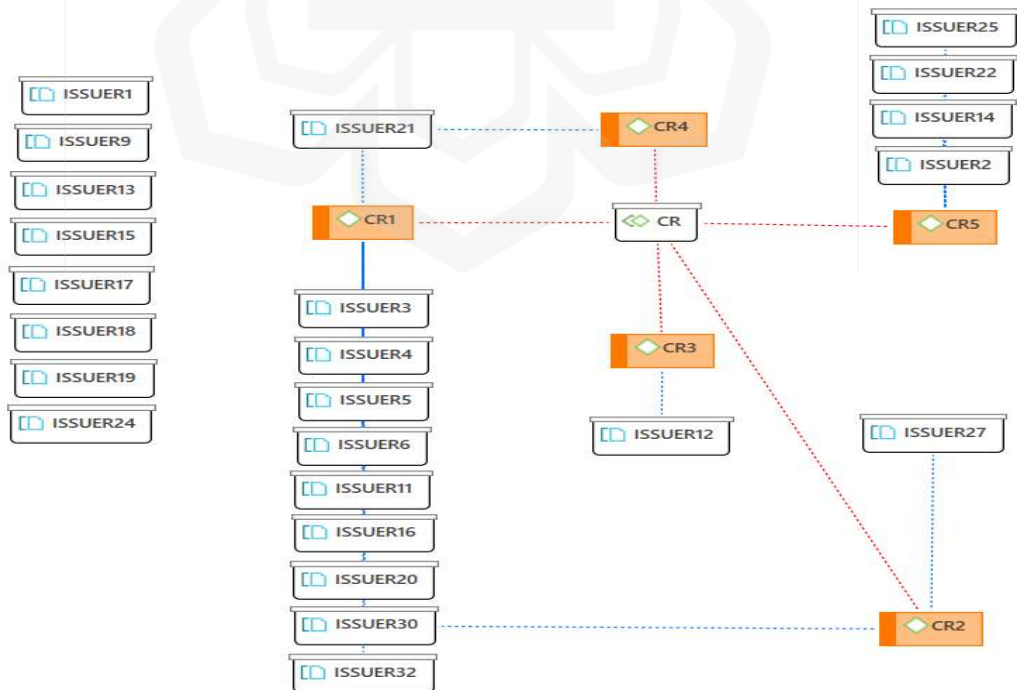 ISSUER1
ISSUER9
ISSUER13
ISSUER15
ISSUER17
ISSUER18
ISSUER19
ISSUER24
ISSUER21
CR1
ISSUER3
ISSUER4
ISSUER5
ISSUER6
ISSUER11
ISSUER16
ISSUER20
ISSUER30
ISSUER32
CR4
CR
CR3
ISSUER12
ISSUER25
ISSUER22
ISSUER14
ISSUER2
CR5
ISSUER27
CR2